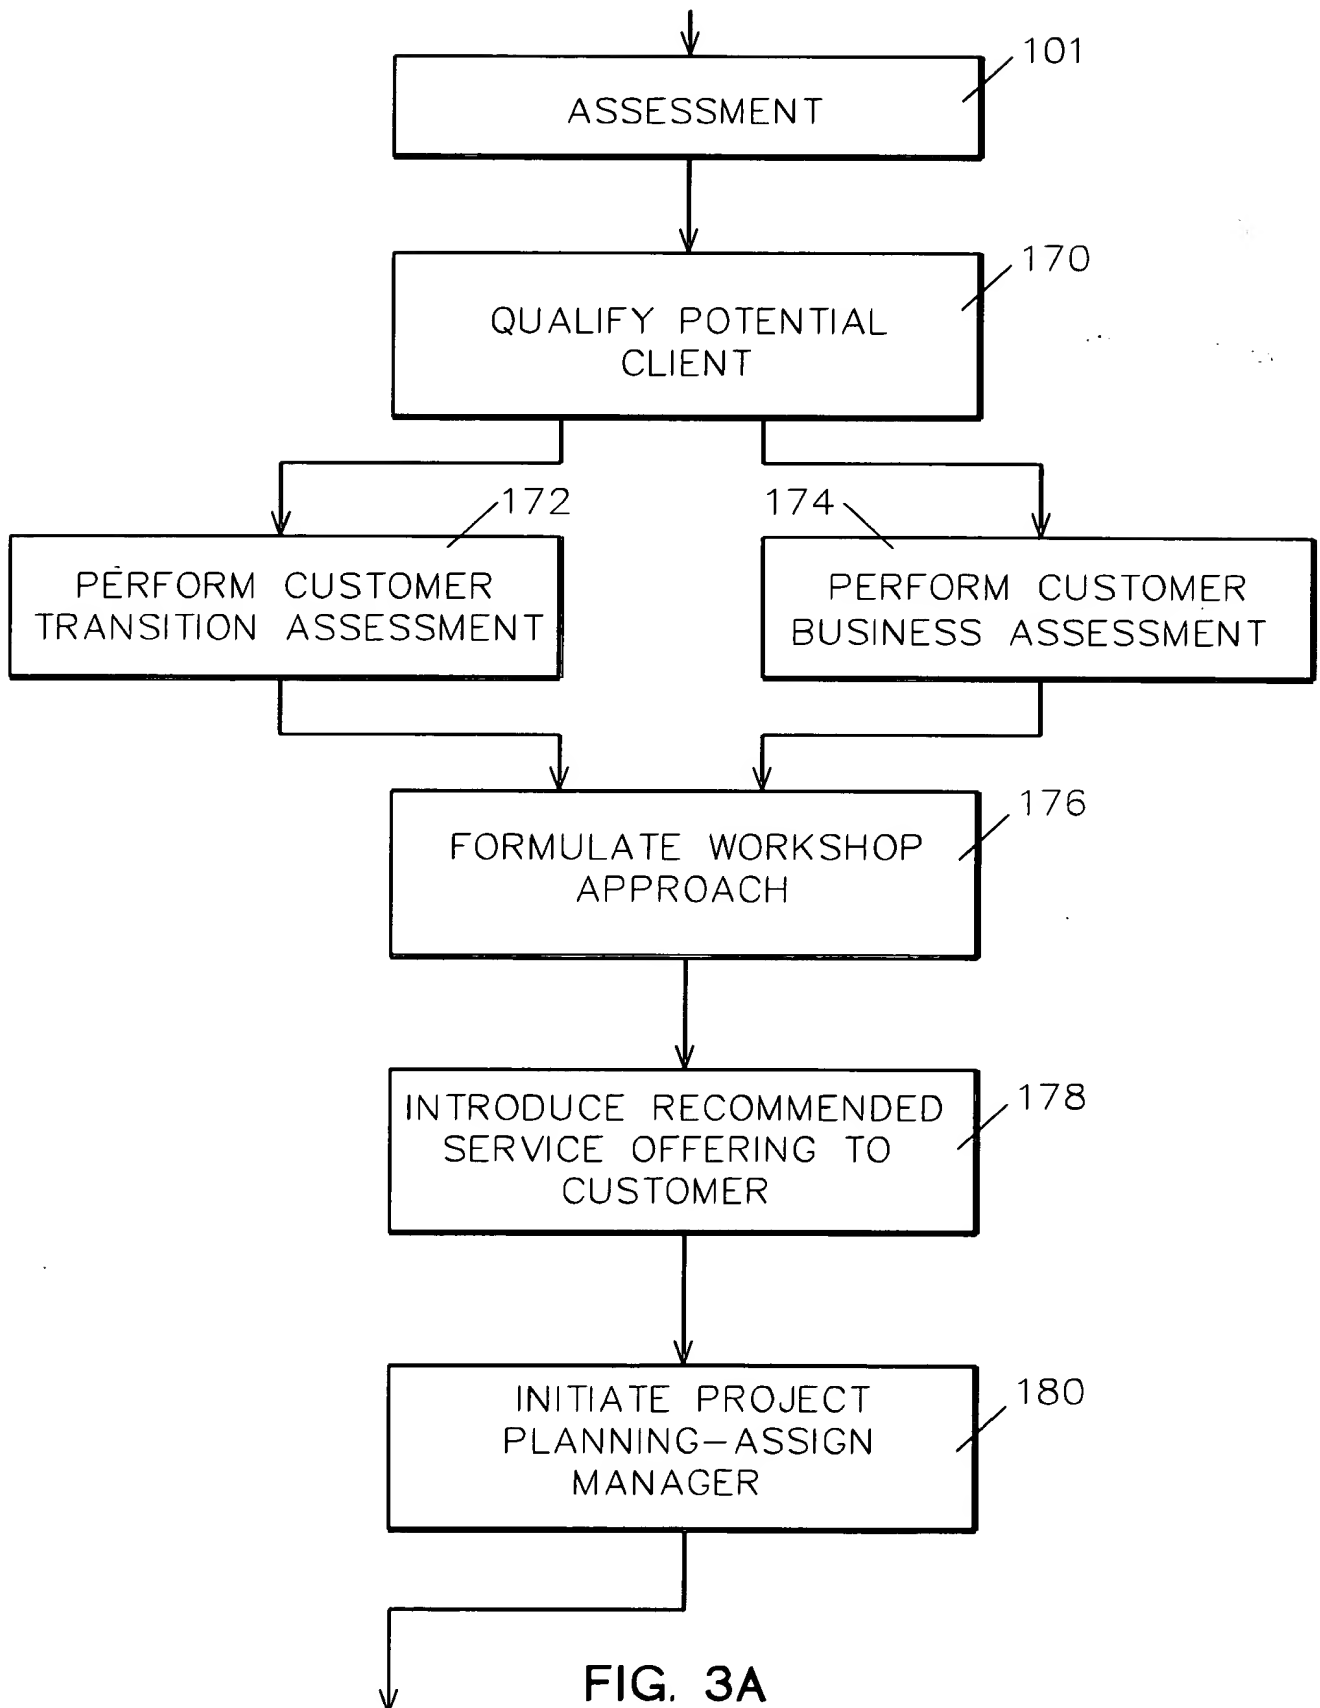 101
ASSESSMENT
170
QUALIFY POTENTIAL
CLIENT
172
174
PERFORM CUSTOMER
TRANSITION ASSESSMENT
PERFORM CUSTOMER
BUSINESS ASSESSMENT
176
FORMULATE WORKSHOP
APPROACH
178
INTRODUCE RECOMMENDED
SERVICE OFFERING TO
CUSTOMER
180
INITIATE PROJECT
PLANNING—ASSIGN
MANAGER
FIG. 3A